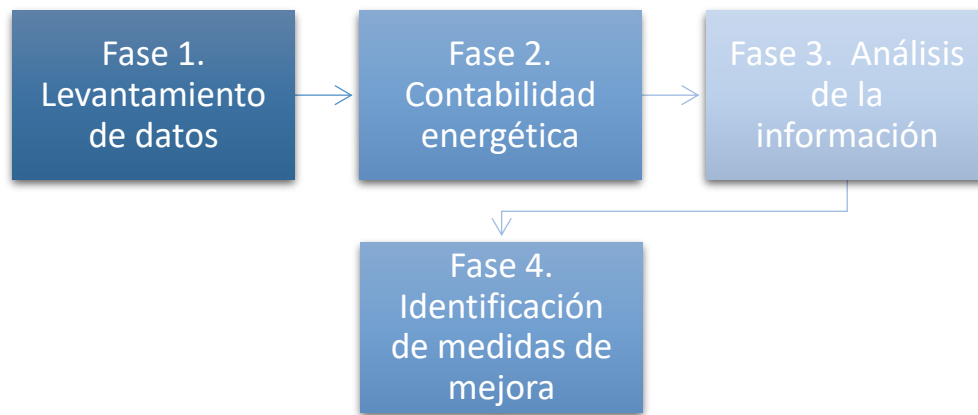 Fase 1.
Levantamiento
de datos
Fase 2.
Contabilidad
energética
Fase 3. Análisis
de la
información
Fase 4.
Identificación
de medidas de
mejora